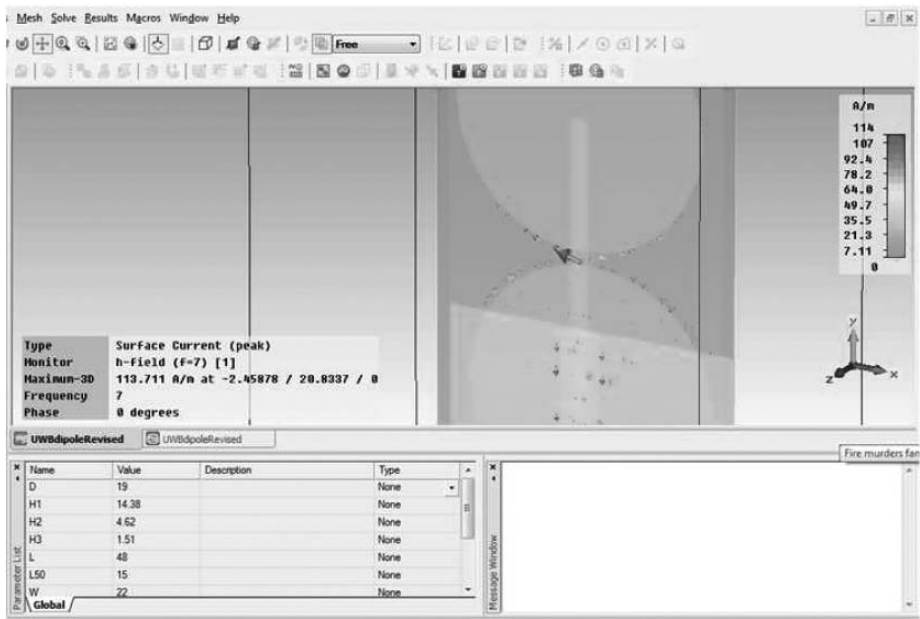 Mesh Solve Results Macros Window Help
Free
A/m
114
107
92.4
78.2
64.0
49.7
35.5
21.3
7.11
0
y
z x
Type Surface Current (peak)
Monitor h-field (f=7) [1]
Maximum-3D 113.711 A/m at -2.45878 / 20.8337 / 0
Frequency 7
Phase 0 degrees
UWBdipoleRevised UWBdipoleRevised
Fire murders fam
Name Value Description Type
D 19 None
H1 14.38 None
H2 4.62 None
H3 1.51 None
L 48 None
L50 15 None
W 22 None
Global
Parameter List
Message Window